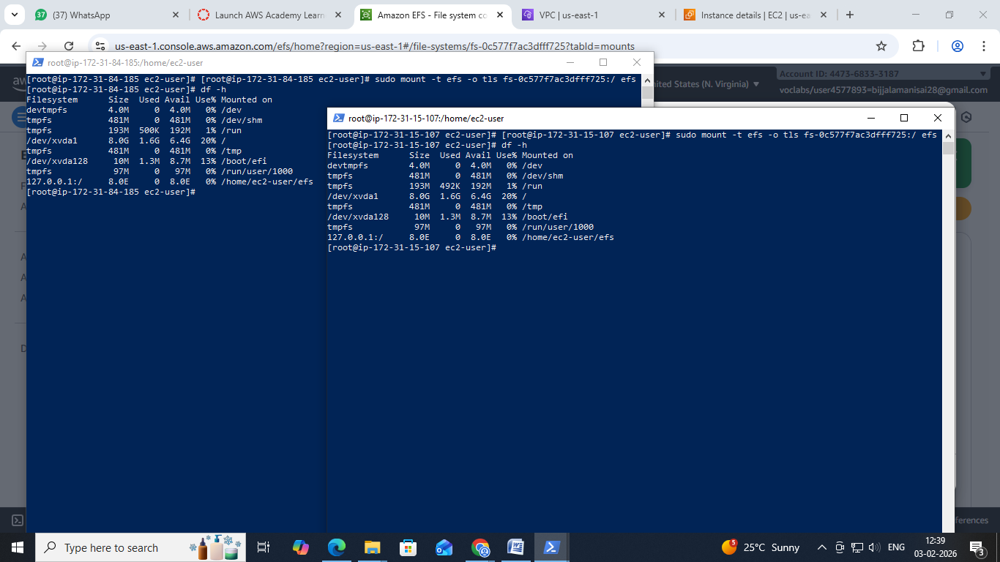 (37) WhatsApp
Launch AWS Academy Learn
Amazon EFS - File system co
VPC | us-east-1
Instance details | EC2 | us-ea
us-east-1.console.aws.amazon.com/efs/home?region=us-east-1#/file-systems/fs-0c577f7ac3dfff725?tabId=mounts
root@ip-172-31-84-185:/home/ec2-user
[root@ip-172-31-84-185 ec2-user]# [root@ip-172-31-84-185 ec2-user]# sudo mount -t efs -o tls fs-0c577f7ac3dfff725:/ efs
[root@ip-172-31-84-185 ec2-user]# df -h
Filesystem      Size  Used Avail Use% Mounted on
devtmpfs        4.0M     0  4.0M   0% /dev
tmpfs           481M     0  481M   0% /dev/shm
tmpfs           193M  500K  192M   1% /run
/dev/xvda1      8.0G  1.6G  6.4G  20% /
tmpfs           481M     0  481M   0% /tmp
/dev/xvda128     10M  1.3M  8.7M  13% /boot/efi
tmpfs            97M     0   97M   0% /run/user/1000
127.0.0.1:/     8.0E     0  8.0E   0% /home/ec2-user/efs
[root@ip-172-31-84-185 ec2-user]#
ited States (N. Virginia)
Account ID: 4473-6833-3187
voclabs/user4577893=bijjalamanisai28@gmail.com
root@ip-172-31-15-107:/home/ec2-user
[root@ip-172-31-15-107 ec2-user]# [root@ip-172-31-15-107 ec2-user]# sudo mount -t efs -o tls fs-0c577f7ac3dfff725:/ efs
[root@ip-172-31-15-107 ec2-user]# df -h
Filesystem      Size  Used Avail Use% Mounted on
devtmpfs        4.0M     0  4.0M   0% /dev
tmpfs           481M     0  481M   0% /dev/shm
tmpfs           193M  492K  192M   1% /run
/dev/xvda1      8.0G  1.6G  6.4G  20% /
tmpfs           481M     0  481M   0% /tmp
/dev/xvda128     10M  1.3M  8.7M  13% /boot/efi
tmpfs            97M     0   97M   0% /run/user/1000
127.0.0.1:/     8.0E     0  8.0E   0% /home/ec2-user/efs
[root@ip-172-31-15-107 ec2-user]#
ferences
Type here to search
5
25°C Sunny
ENG
12:39
03-02-2026
3